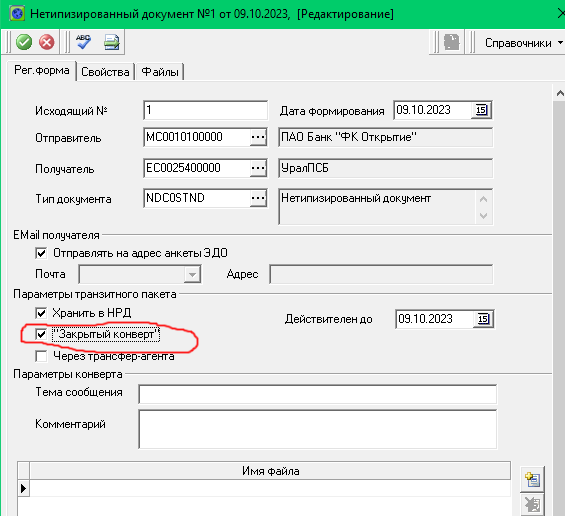 Нетипизированный документ №1 от 09.10.2023, [Редактирование]
ABC Справочники
Рег.форма Свойства Файлы
Исходящий № 1 Дата формирования 09.10.2023 15
Отправитель MC0010100000 ... ПАО Банк "ФК Открытие"
Получатель EC0025400000 ... УралПСБ
Тип документа NDC0STND ... Нетипизированный документ
EMail получателя
Отправлять на адрес анкеты ЭДО
Почта Адрес
Параметры транзитного пакета
Хранить в НРД Действителен до 09.10.2023 15
"Закрытый конверт"
Через трансфер-агента
Параметры конверта
Тема сообщения
Комментарий
Имя файла